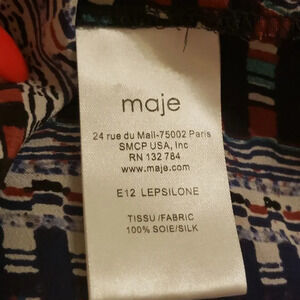 maje
24 rue du Mail-75002 Paris
SMCP USA, Inc
RN 132 784
www.maje.com
E12 LEPSILONE
TISSU/FABRIC
100% SOIE/SILK